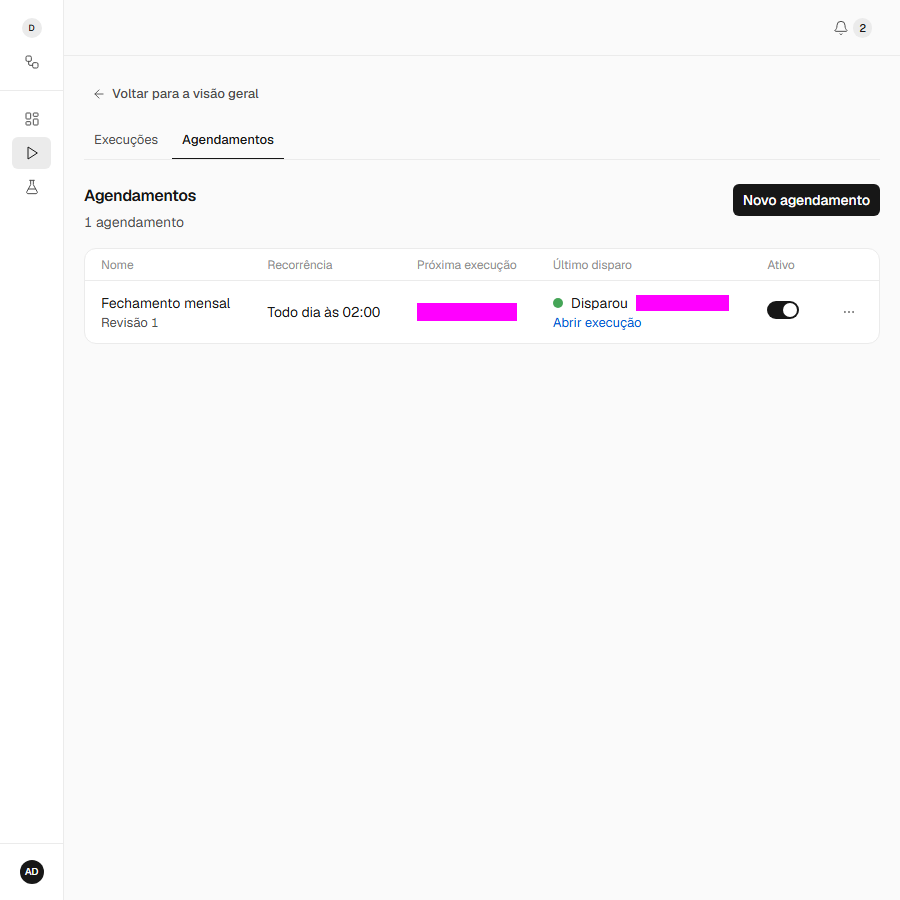 D
2
Voltar para a visão geral
Execuções
Agendamentos
Agendamentos
1 agendamento
Novo agendamento
Nome
Recorrência
Próxima execução
Último disparo
Ativo
Fechamento mensal
Revisão 1
Todo dia às 02:00
Disparou
Abrir execução
AD